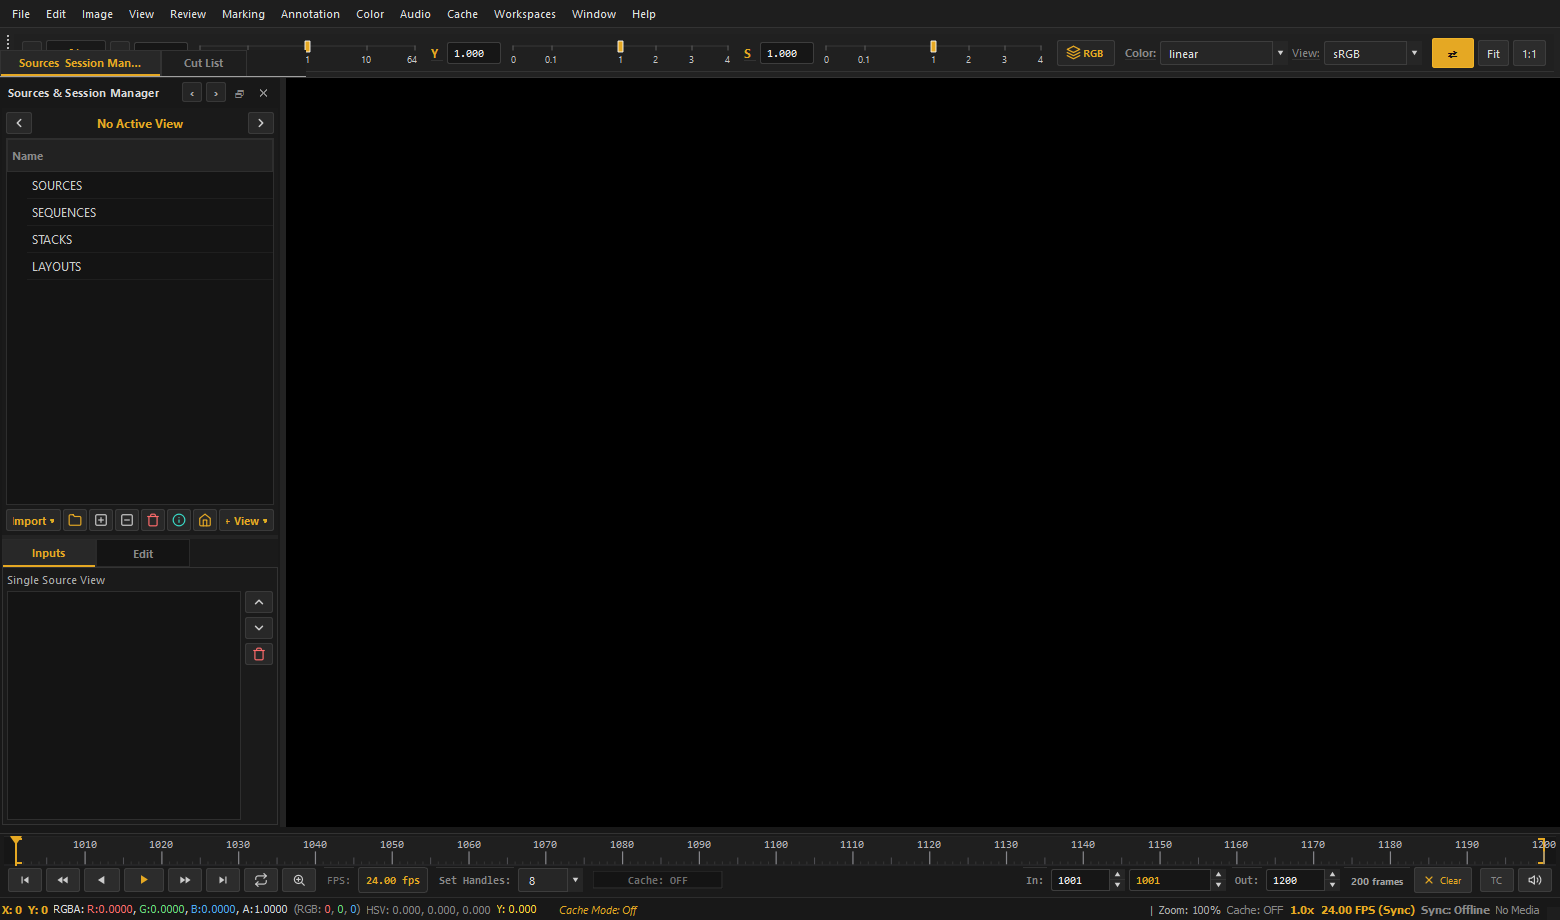 File Edit Image View Review Marking Annotation Color Audio Cache Workspaces Window Help
1 10 64 Y 1.000 0 0.1 1 2 3 4 S 1.000 0 0.1 1 2 3 4 RGB Color: linear View: sRGB Fit 1:1
Sources Session Man... Cut List
Sources & Session Manager
No Active View
Name
SOURCES
SEQUENCES
STACKS
LAYOUTS
Import + View
Inputs Edit
Single Source View
1010 1020 1030 1040 1050 1060 1070 1080 1090 1100 1110 1120 1130 1140 1150 1160 1170 1180 1190 1200
FPS: 24.00 fps Set Handles: 8 Cache: OFF In: 1001 1001 Out: 1200 200 frames Clear TC
X: 0 Y: 0 RGBA: R:0.0000, G:0.0000, B:0.0000, A:1.0000 (RGB: 0, 0, 0) HSV: 0.000, 0.000, 0.000 Y: 0.000 Cache Mode: Off | Zoom: 100% Cache: OFF 1.0x 24.00 FPS (Sync) Sync: Offline No Media